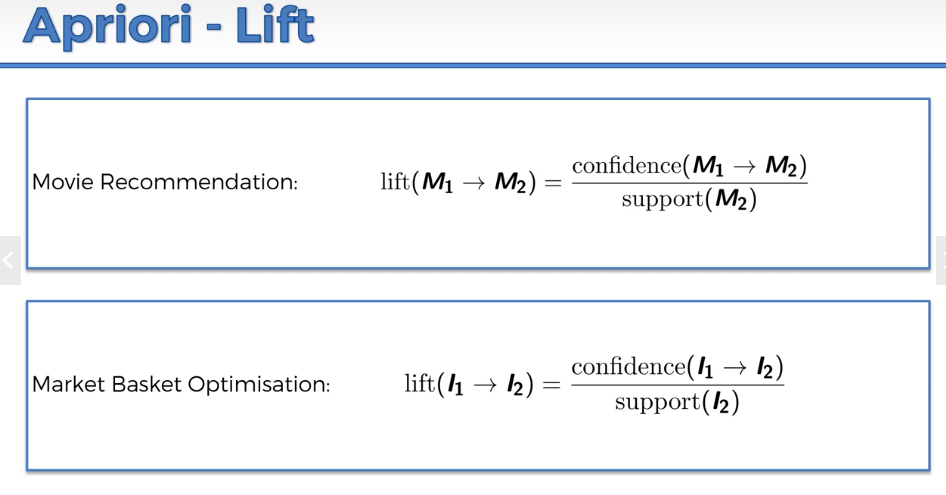 Apriori - Lift
Movie Recommendation: lift(M₁ → M₂) = confidence(M₁ → M₂)
support(M₂)
Market Basket Optimisation: lift(I₁ → I₂) = confidence(I₁ → I₂)
support(I₂)